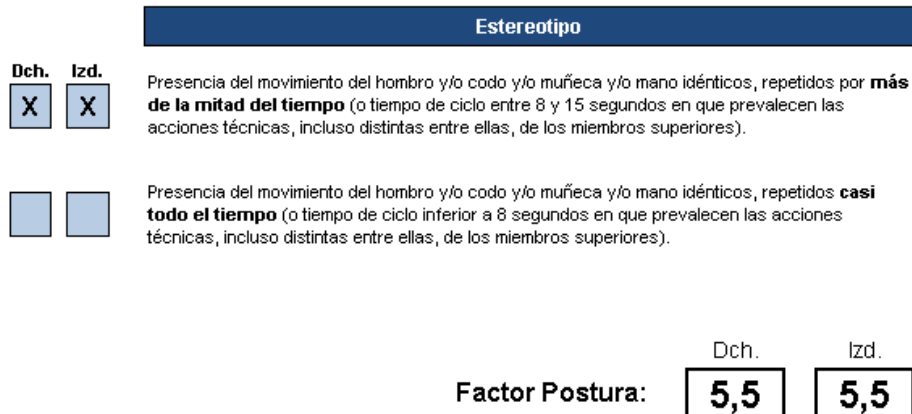 Estereotipo
Dch. Izd.
X X
Presencia del movimiento del hombro y/o codo y/o muñeca y/o mano idénticos, repetidos por más
de la mitad del tiempo (o tiempo de ciclo entre 8 y 15 segundos en que prevalecen las
acciones técnicas, incluso distintas entre ellas, de los miembros superiores).
Presencia del movimiento del hombro y/o codo y/o muñeca y/o mano idénticos, repetidos casi
todo el tiempo (o tiempo de ciclo inferior a 8 segundos en que prevalecen las acciones
técnicas, incluso distintas entre ellas, de los miembros superiores).
Dch. Izd.
Factor Postura: 5,5 5,5